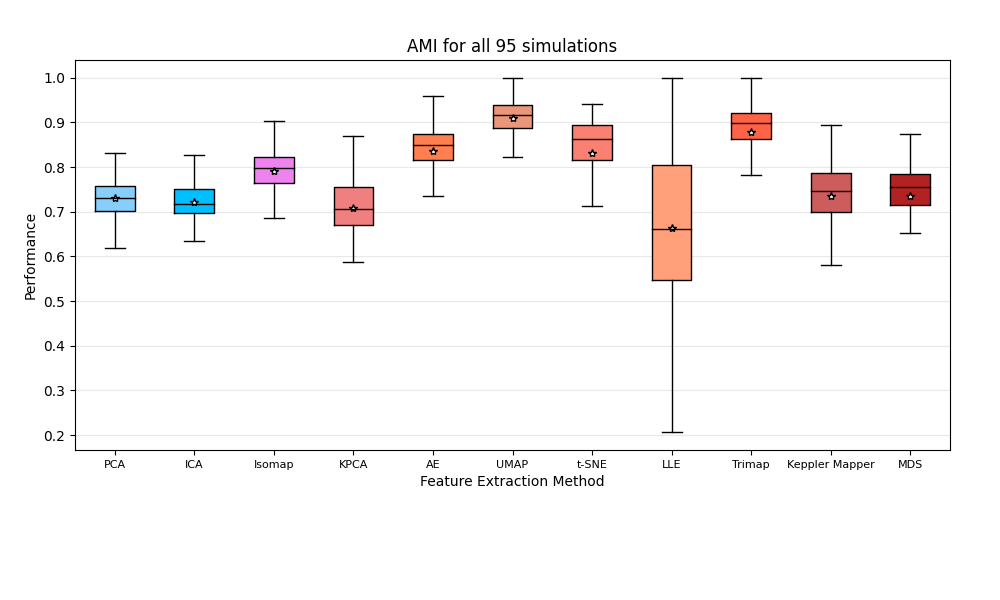 AMI for all 95 simulations
Performance
1.0
0.9
0.8
0.7
0.6
0.5
0.4
0.3
0.2
PCA ICA Isomap KPCA AE UMAP t-SNE LLE Trimap Keppler Mapper MDS
Feature Extraction Method